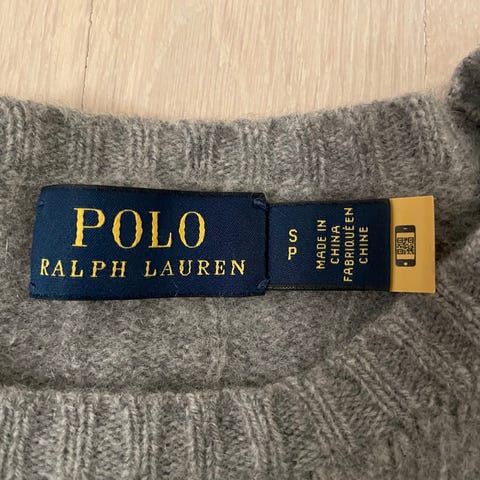 POLO
RALPH LAUREN
S
P
MADE IN
CHINA
FABRIQUÉ EN
CHINE